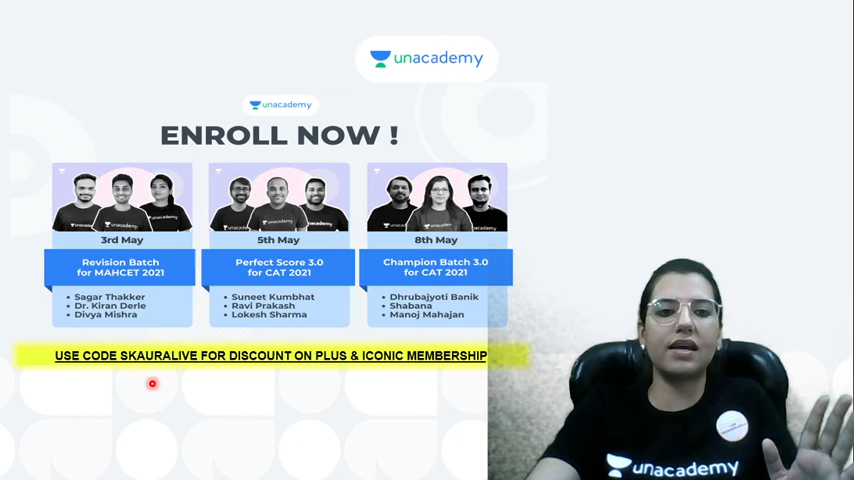 unacademy
unacademy
ENROLL NOW !
3rd May
Revision Batch
for MAHCET 2021
• Sagar Thakker
• Dr. Kiran Derle
• Divya Mishra
5th May
Perfect Score 3.0
for CAT 2021
• Suneet Kumbhat
• Ravi Prakash
• Lokesh Sharma
8th May
Champion Batch 3.0
for CAT 2021
• Dhrubajyoti Banik
• Shabana
• Manoj Mahajan
USE CODE SKAURALIVE FOR DISCOUNT ON PLUS & ICONIC MEMBERSHIP
unacademy